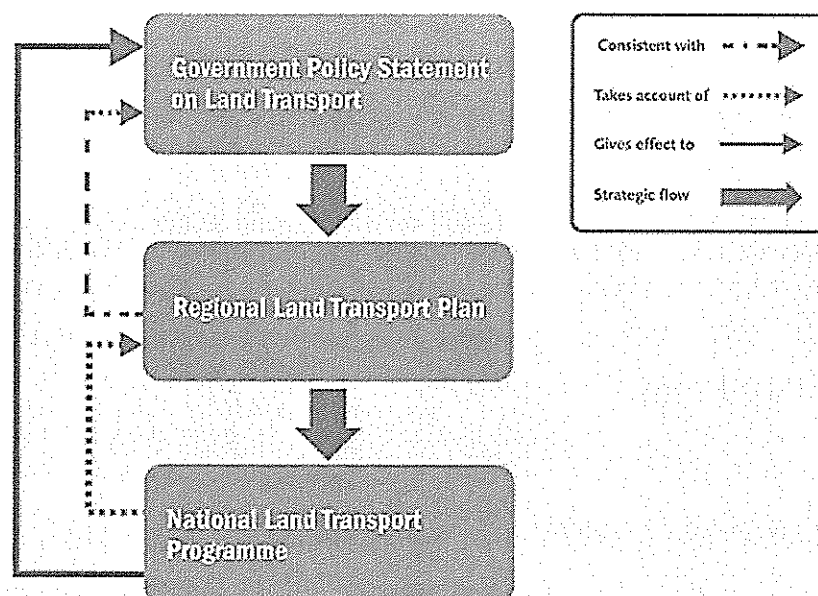 Government Policy Statement
on Land Transport
Regional Land Transport Plan
National Land Transport
Programme
Consistent with
Takes account of
Gives effect to
Strategic flow